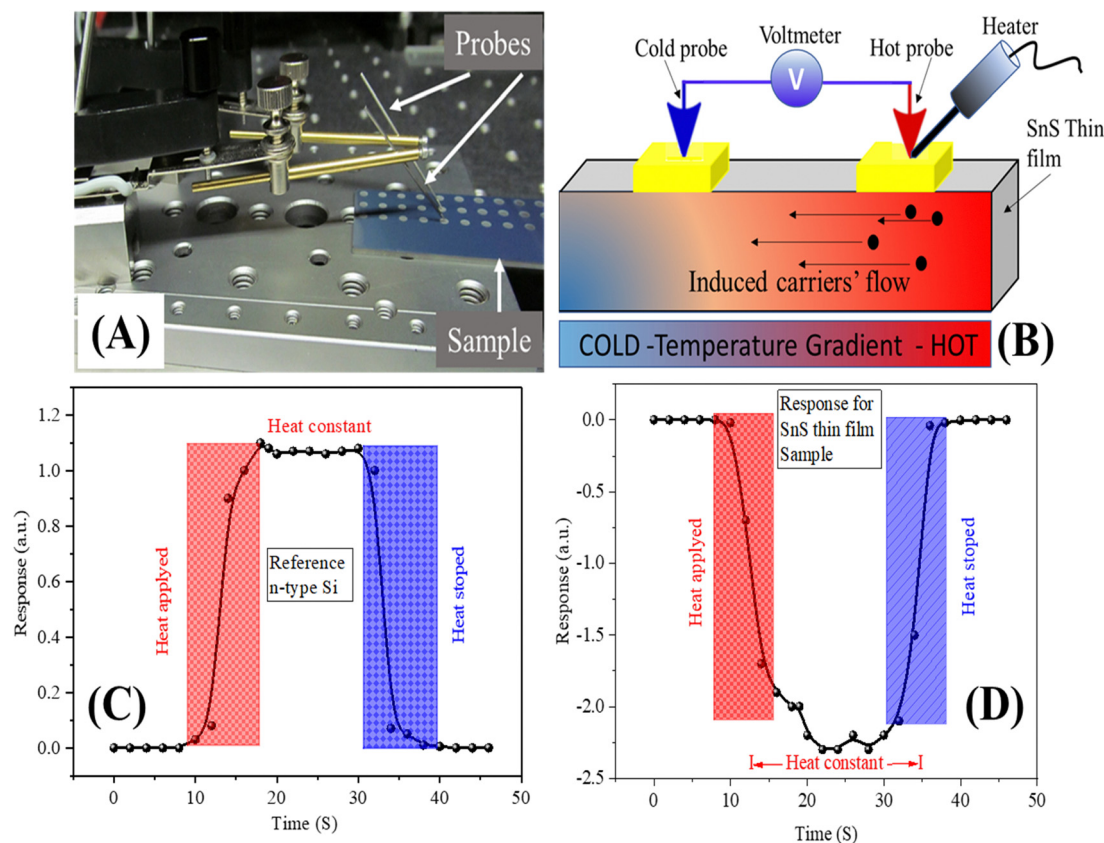 Probes
(A)
Sample
Cold probe
Voltmeter
V
Hot probe
Heater
SnS Thin
film
Induced carriers’ flow
COLD -Temperature Gradient - HOT
(B)
Response (a.u.)
1.2
1.0
0.8
0.6
0.4
0.2
0.0
Heat constant
Heat applyed
Reference
n-type Si
Heat stoped
(C)
0
10
20
30
40
50
Time (S)
Response (a.u.)
0.0
-0.5
-1.0
-1.5
-2.0
-2.5
Response for
SnS thin film
Sample
Heat applyed
Heat stoped
(D)
I
Heat constant
I
0
10
20
30
40
50
Time (S)